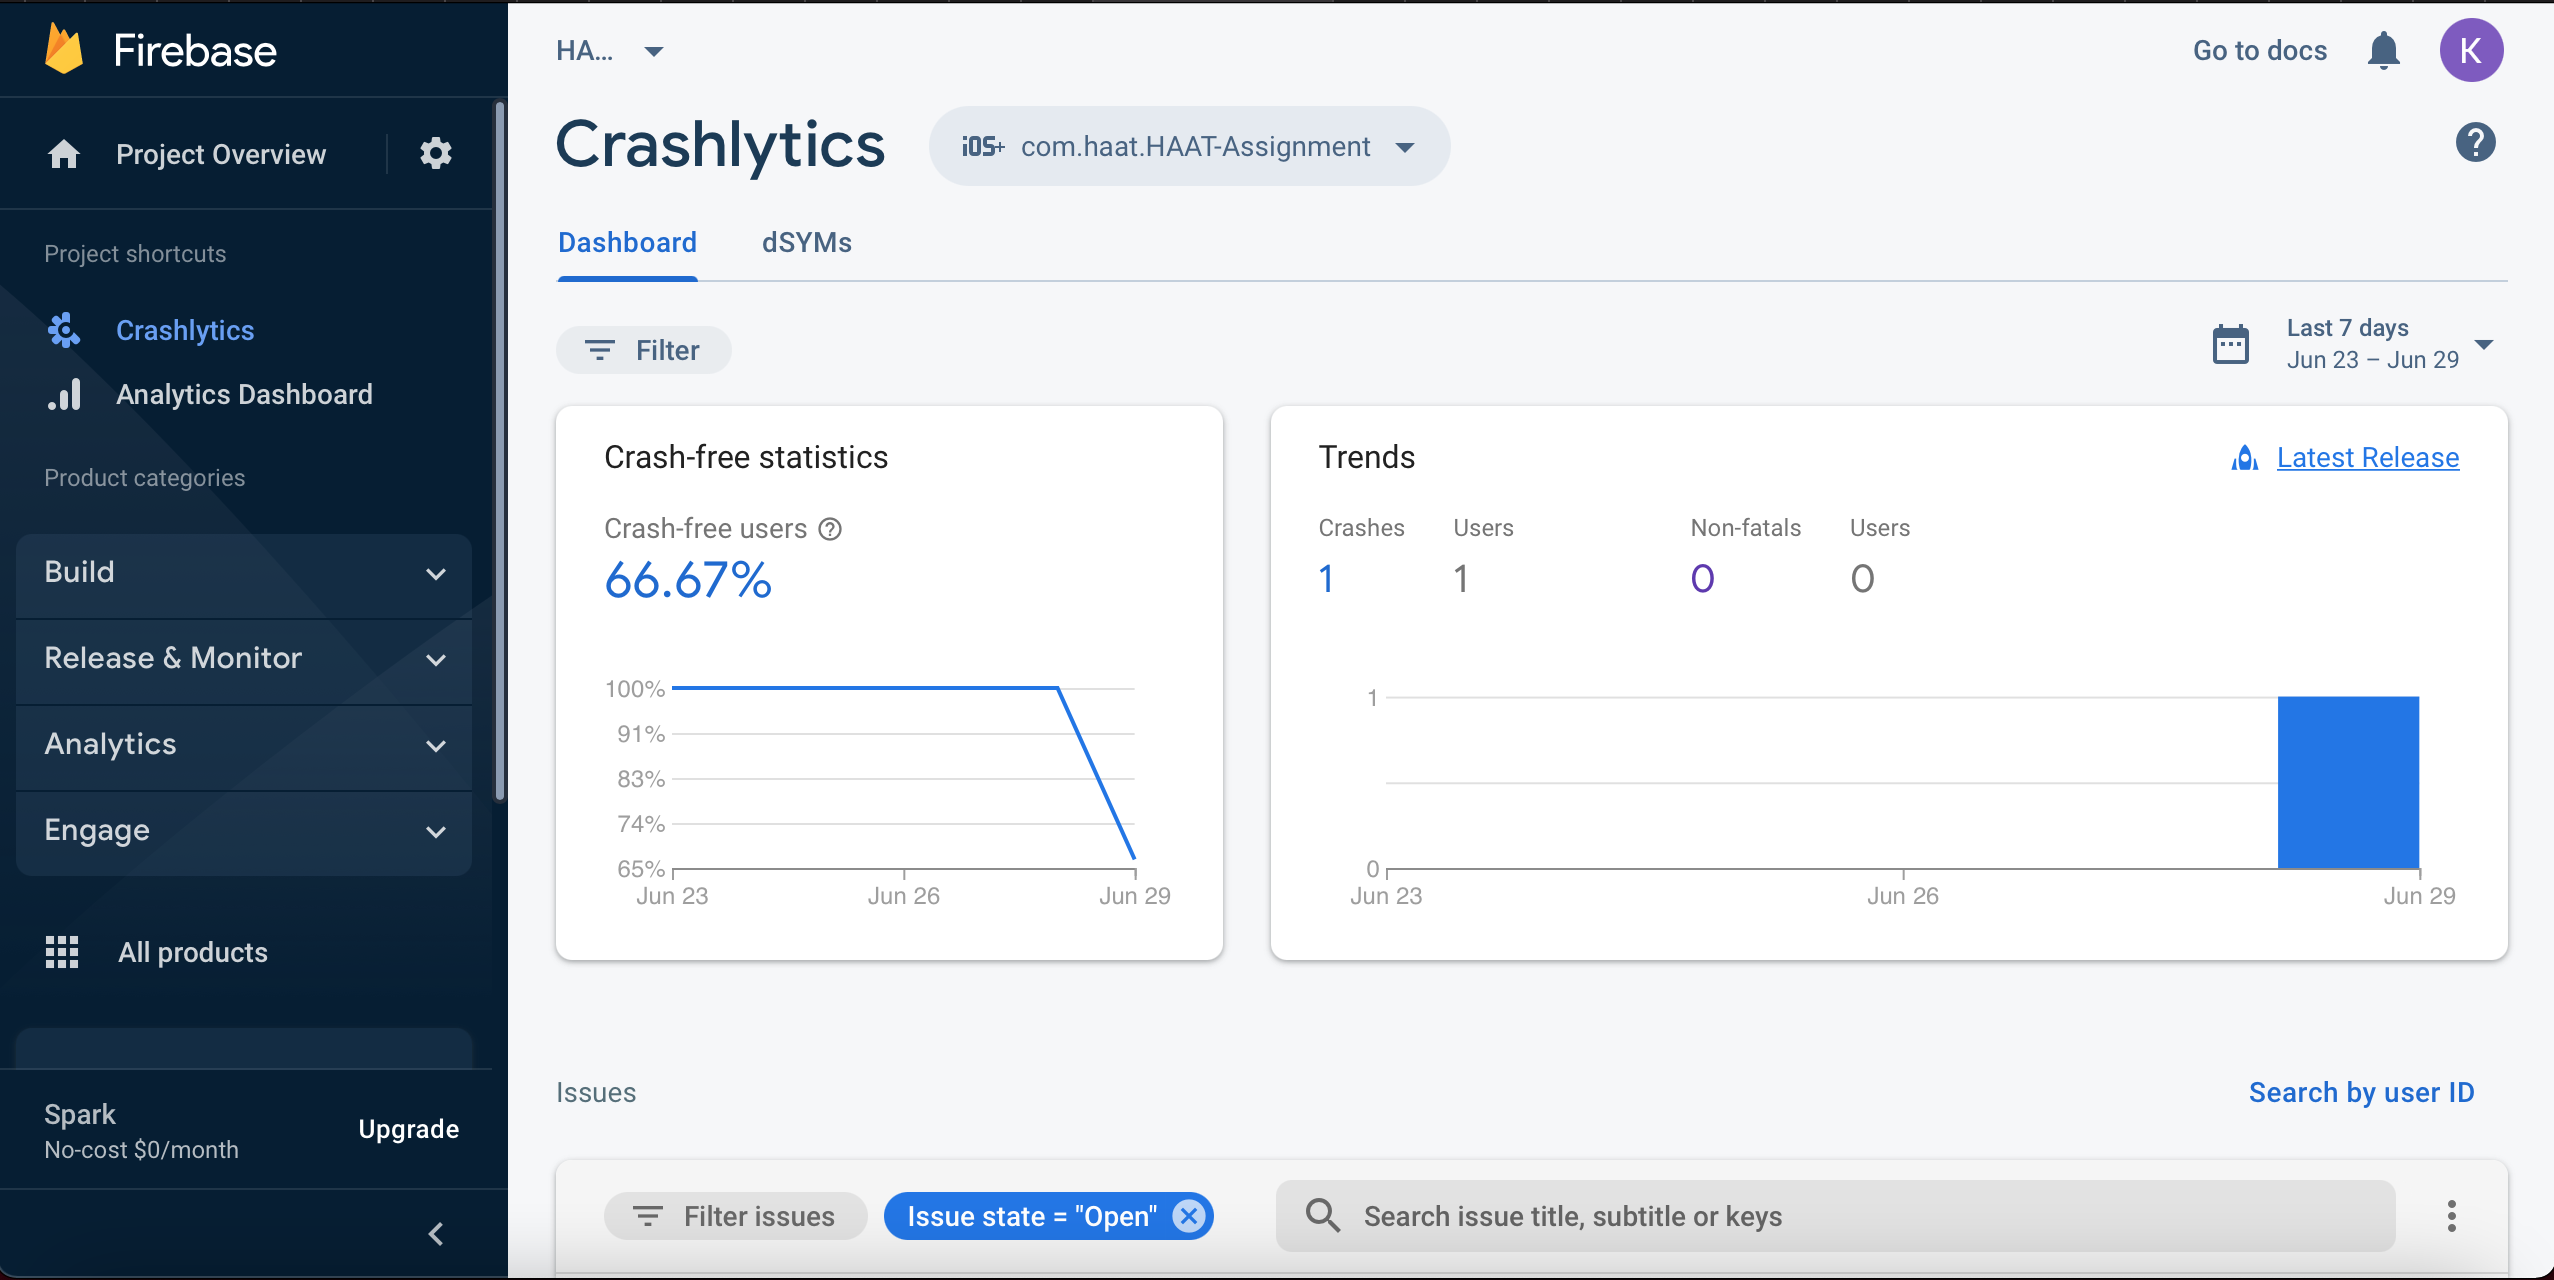 Firebase
Project Overview
Project shortcuts
Crashlytics
Analytics Dashboard
Product categories
Build
Release & Monitor
Analytics
Engage
All products
Spark
No-cost $0/month
Upgrade
HA...
Go to docs
K
Crashlytics
iOS+ com.haat.HAAT-Assignment
Dashboard dSYMs
Filter
Last 7 days
Jun 23 – Jun 29
Crash-free statistics
Crash-free users
66.67%
100%
91%
83%
74%
65%
Jun 23 Jun 26 Jun 29
Trends
Latest Release
Crashes Users Non-fatals Users
1 1 0 0
1
0
Jun 23 Jun 26 Jun 29
Issues
Search by user ID
Filter issues
Issue state = "Open"
Search issue title, subtitle or keys